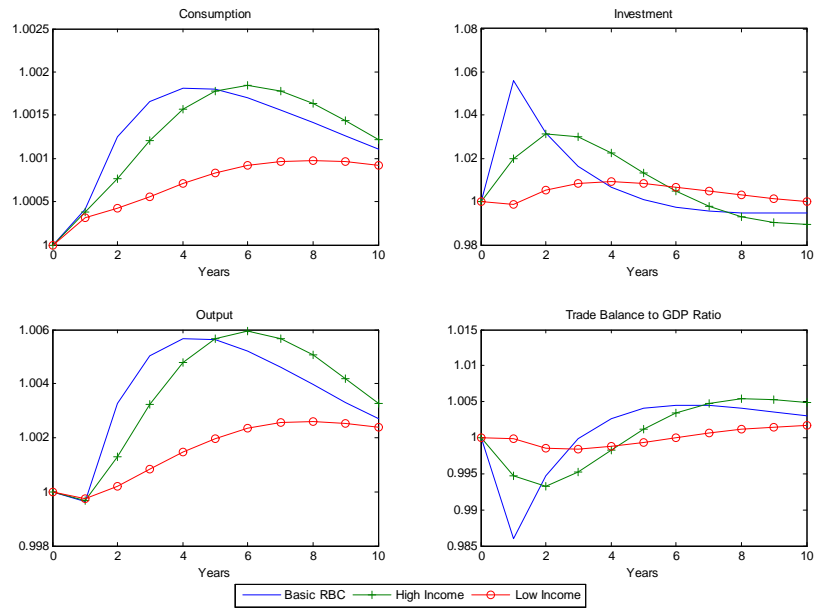 Consumption
1.0025
1.002
1.0015
1.001
1.0005
1
0 2 4 6 8 10
Years
Investment
1.08
1.06
1.04
1.02
1
0.98
0 2 4 6 8 10
Years
Output
1.006
1.004
1.002
1
0.998
0 2 4 6 8 10
Years
Trade Balance to GDP Ratio
1.015
1.01
1.005
1
0.995
0.99
0.985
0 2 4 6 8 10
Years
Basic RBC High Income Low Income